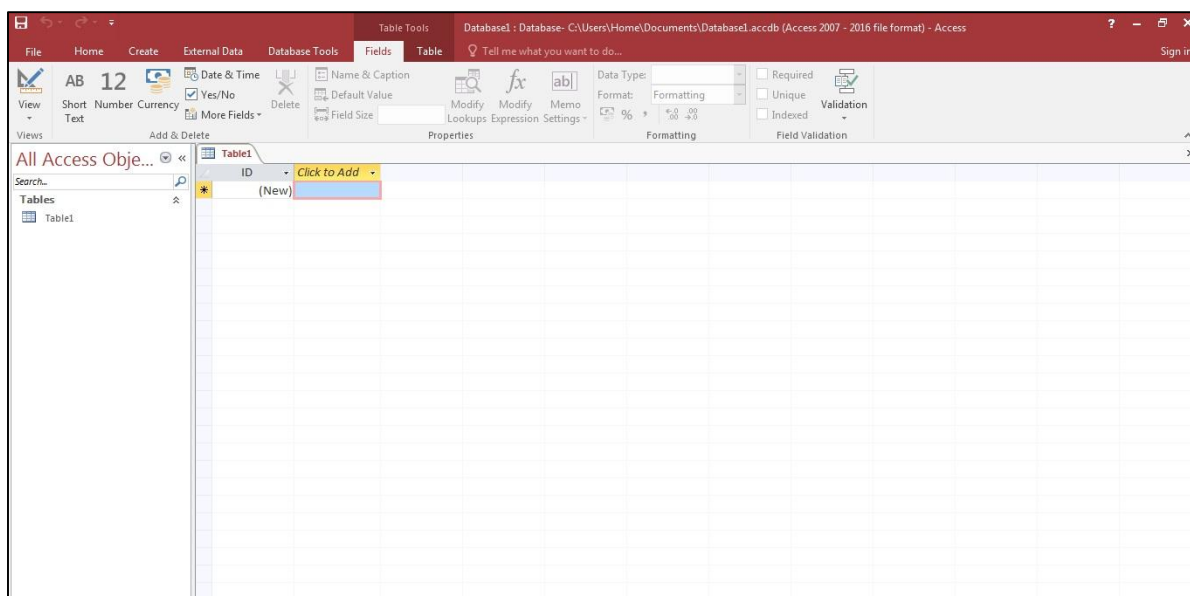 Table Tools Database1 : Database- C:\Users\Home\Documents\Database1.accdb (Access 2007 - 2016 file format) - Access ?
File Home Create External Data Database Tools Fields Table Tell me what you want to do... Sign in
View
AB Short Text
12 Number
Currency
Date & Time
Yes/No
More Fields
Delete
Name & Caption
Default Value
Field Size
Modify Lookups
fx Modify Expression
ab Memo Settings
Data Type:
Format: Formatting
% , .0 .00 .00 .0
Required
Unique
Indexed
Validation
Views Add & Delete Properties Formatting Field Validation
All Access Obje... «
Search...
Tables
Table1
Table1
ID Click to Add
* (New)